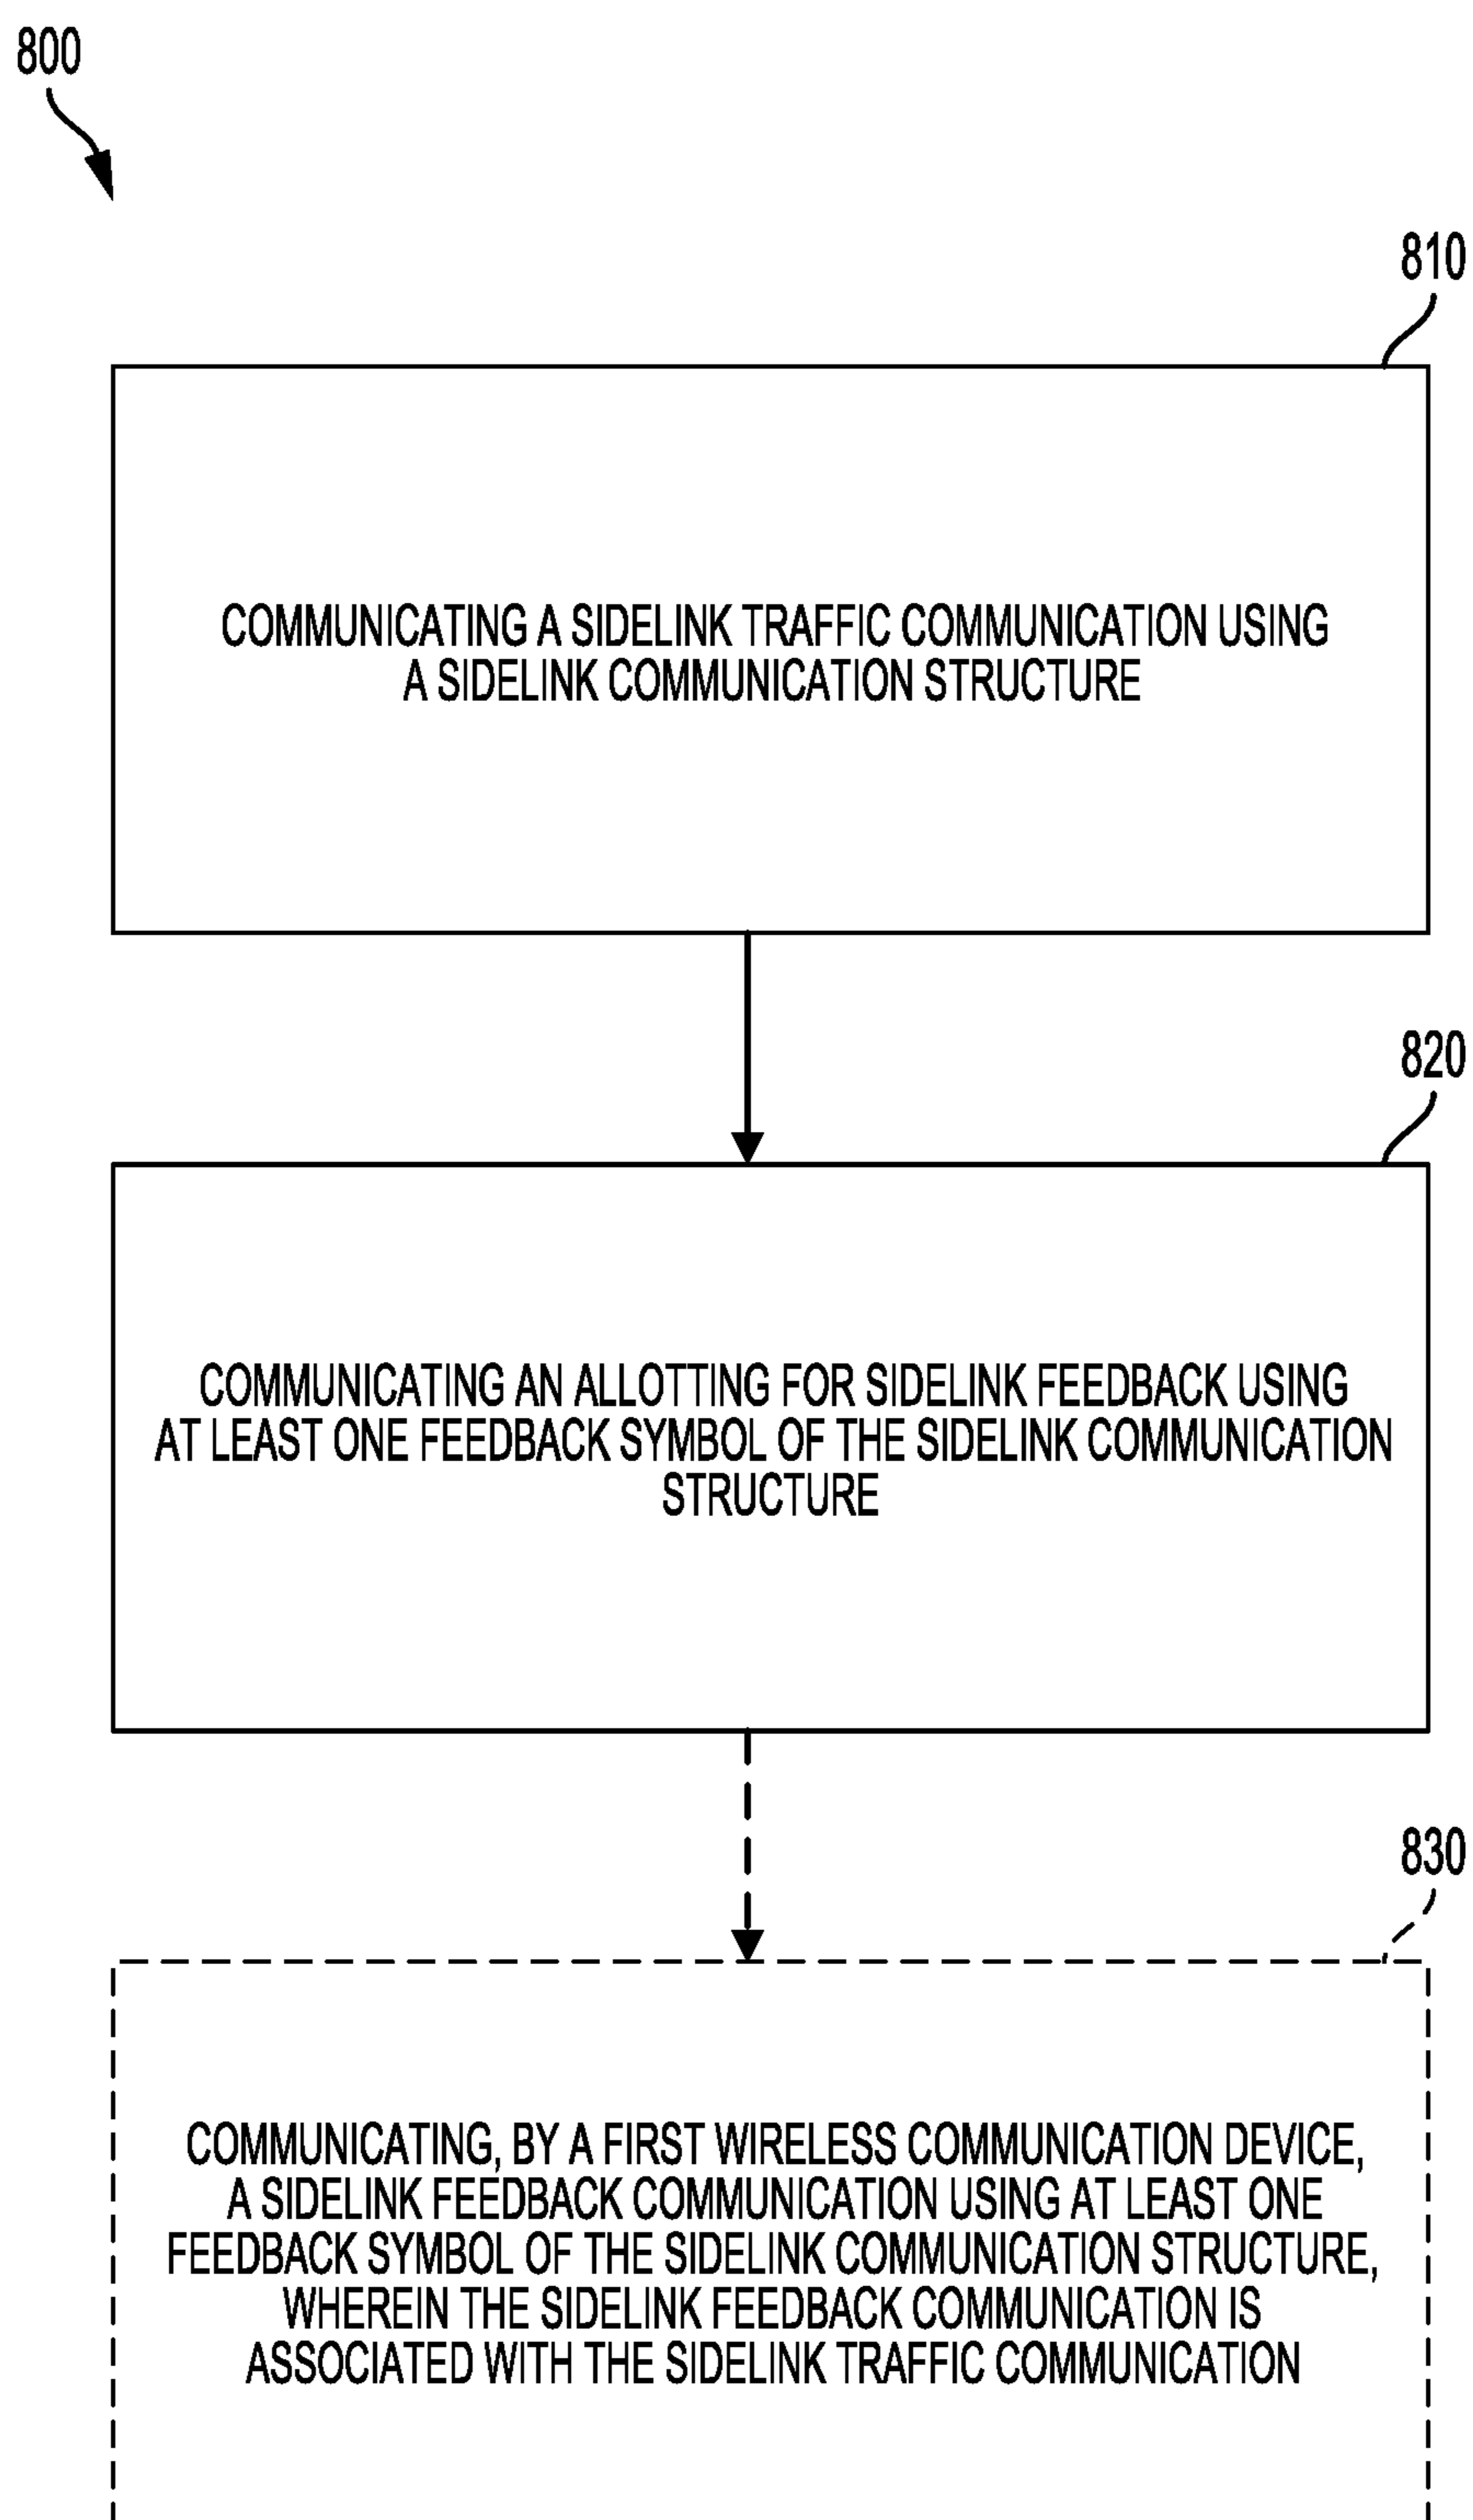 800
810
COMMUNICATING A SIDELINK TRAFFIC COMMUNICATION USING
A SIDELINK COMMUNICATION STRUCTURE
820
COMMUNICATING AN ALLOTTING FOR SIDELINK FEEDBACK USING
AT LEAST ONE FEEDBACK SYMBOL OF THE SIDELINK COMMUNICATION
STRUCTURE
830
COMMUNICATING, BY A FIRST WIRELESS COMMUNICATION DEVICE,
A SIDELINK FEEDBACK COMMUNICATION USING AT LEAST ONE
FEEDBACK SYMBOL OF THE SIDELINK COMMUNICATION STRUCTURE,
WHEREIN THE SIDELINK FEEDBACK COMMUNICATION IS
ASSOCIATED WITH THE SIDELINK TRAFFIC COMMUNICATION